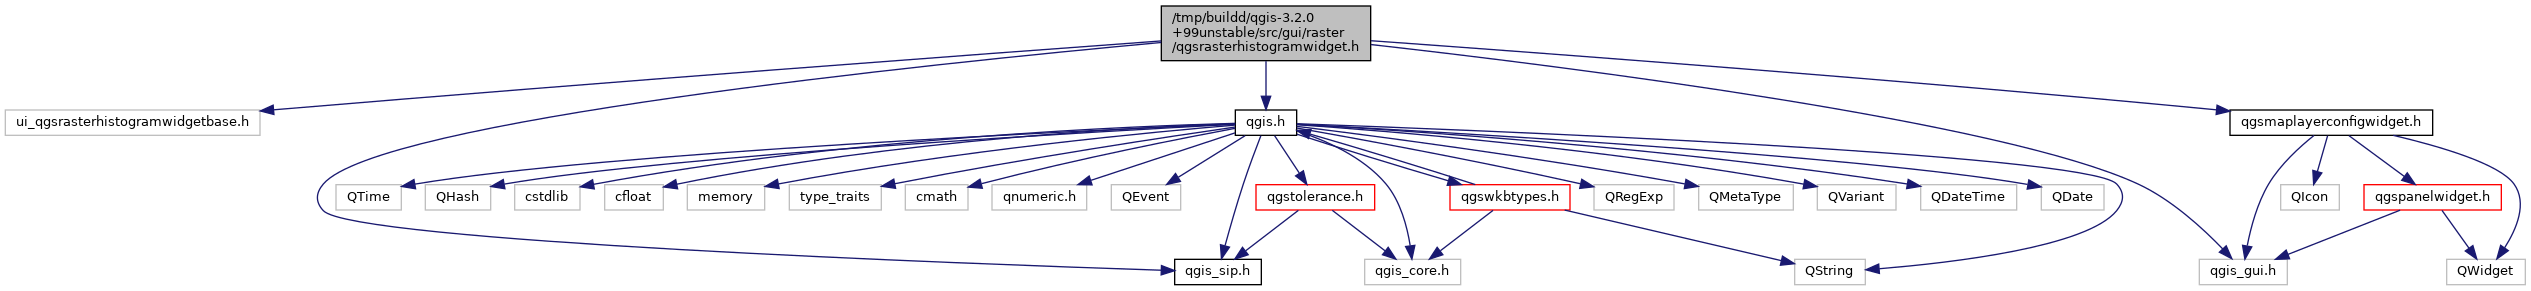 /tmp/buildd/qgis-3.2.0
+99unstable/src/gui/raster
/qgsrasterhistogramwidget.h
ui_qgsrasterhistogramwidgetbase.h
qgis.h
qgsmaplayerconfigwidget.h
QTime
QHash
cstdlib
cfloat
memory
type_traits
cmath
qnumeric.h
QEvent
qgstolerance.h
qgswkbtypes.h
QRegExp
QMetaType
QVariant
QDateTime
QDate
QIcon
qgspanelwidget.h
qgis_sip.h
qgis_core.h
QString
qgis_gui.h
QWidget